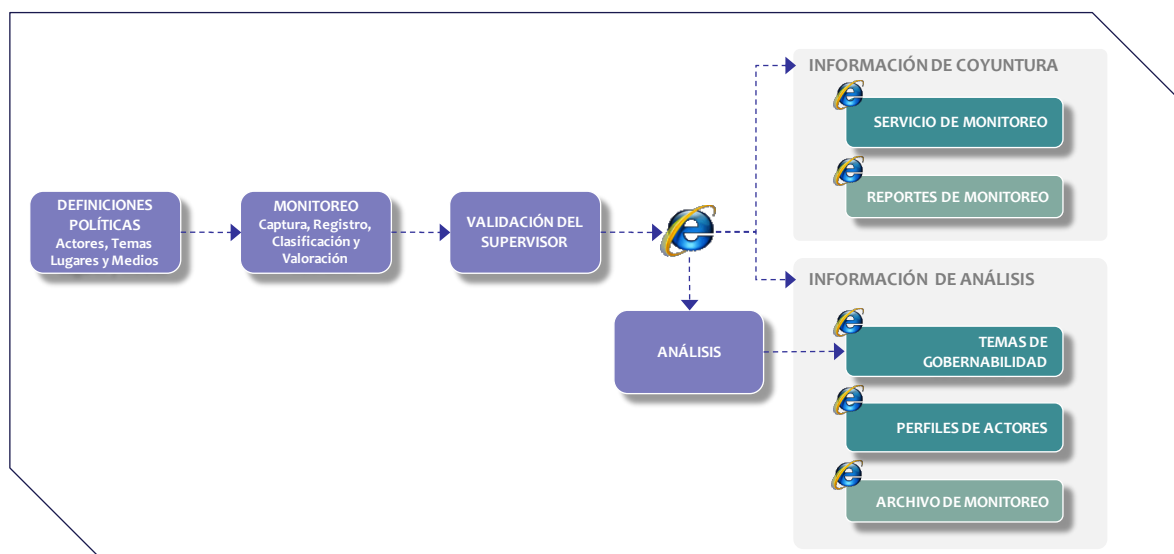 DEFINICIONES
POLÍTICAS
Actores, Temas
Lugares y Medios
MONITOREO
Captura, Registro,
Clasificación y
Valoración
VALIDACIÓN DEL
SUPERVISOR
ANÁLISIS
INFORMACIÓN DE COYUNTURA
SERVICIO DE MONITOREO
REPORTES DE MONITOREO
INFORMACIÓN DE ANÁLISIS
TEMAS DE
GOBERNABILIDAD
PERFILES DE ACTORES
ARCHIVO DE MONITOREO